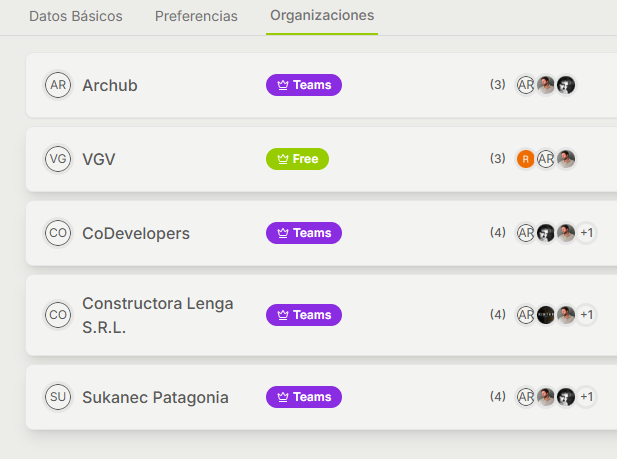 Datos Básicos Preferencias Organizaciones
AR Archub Teams (3) AR
VG VGV Free (3) R AR
CO CoDevelopers Teams (4) AR +1
CO Constructora Lenga S.R.L. Teams (4) AR +1
SU Sukanec Patagonia Teams (4) AR +1